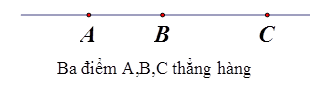 A B C
Ba điểm A,B,C thẳng hàng